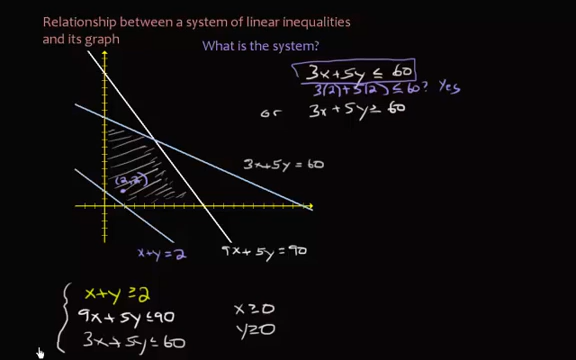 Relationship between a system of linear inequalities
and its graph
What is the system?
3x+5y ≤ 60
3(2)+5(2) ≤ 60? Yes
or 3x+5y ≥ 60
3x+5y = 60
(2,2)
x+y = 2
9x+5y = 90
x+y ≥ 2
9x+5y ≤ 90
3x+5y ≤ 60
x ≥ 0
y ≥ 0